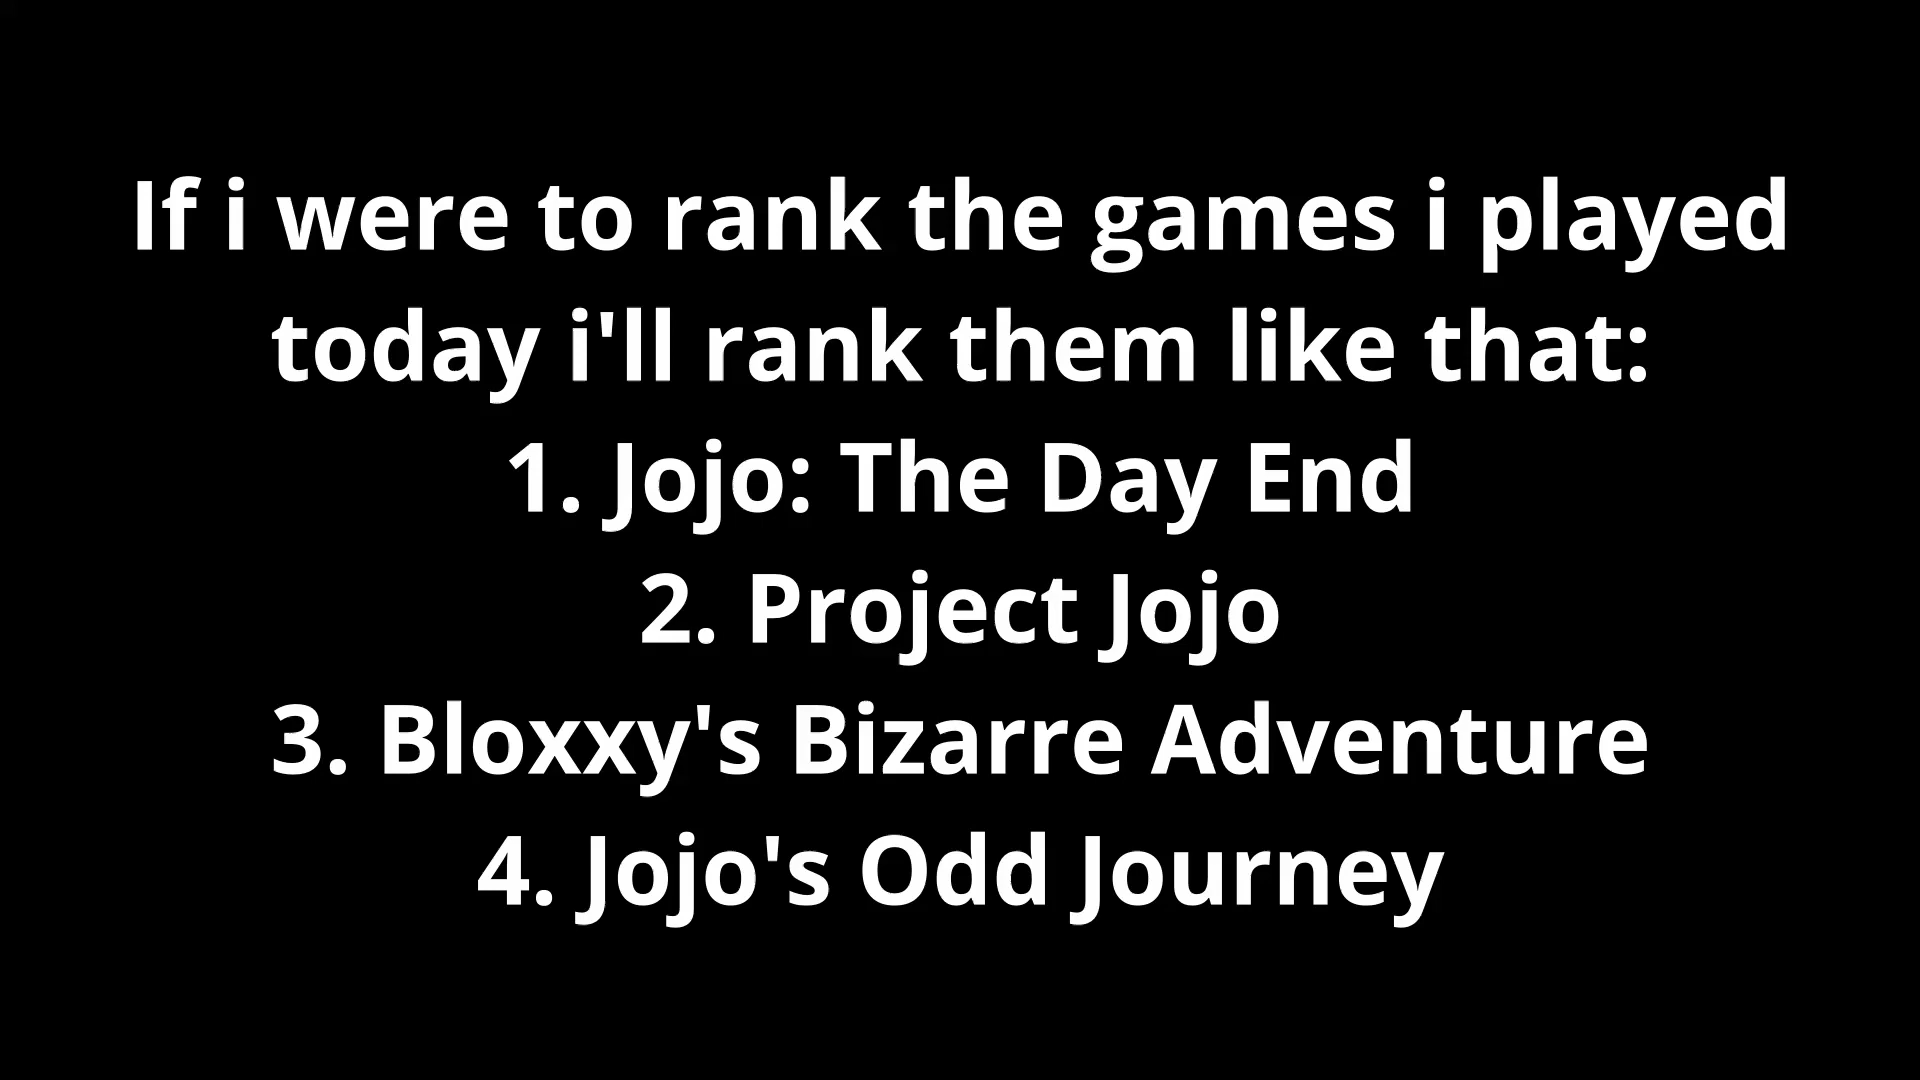 If i were to rank the games i played
today i'll rank them like that:
1. Jojo: The Day End
2. Project Jojo
3. Bloxxy's Bizarre Adventure
4. Jojo's Odd Journey